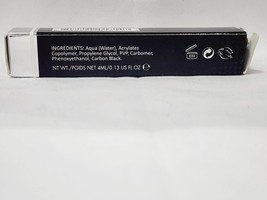 INGREDIENTS: Aqua (Water), Acrylates
Copolymer, Propylene Glycol, PVP, Carbomer,
Phenoxyethanol, Carbon Black.
NT WT./POIDS NET 4ML/0.13 US FL OZ ℮